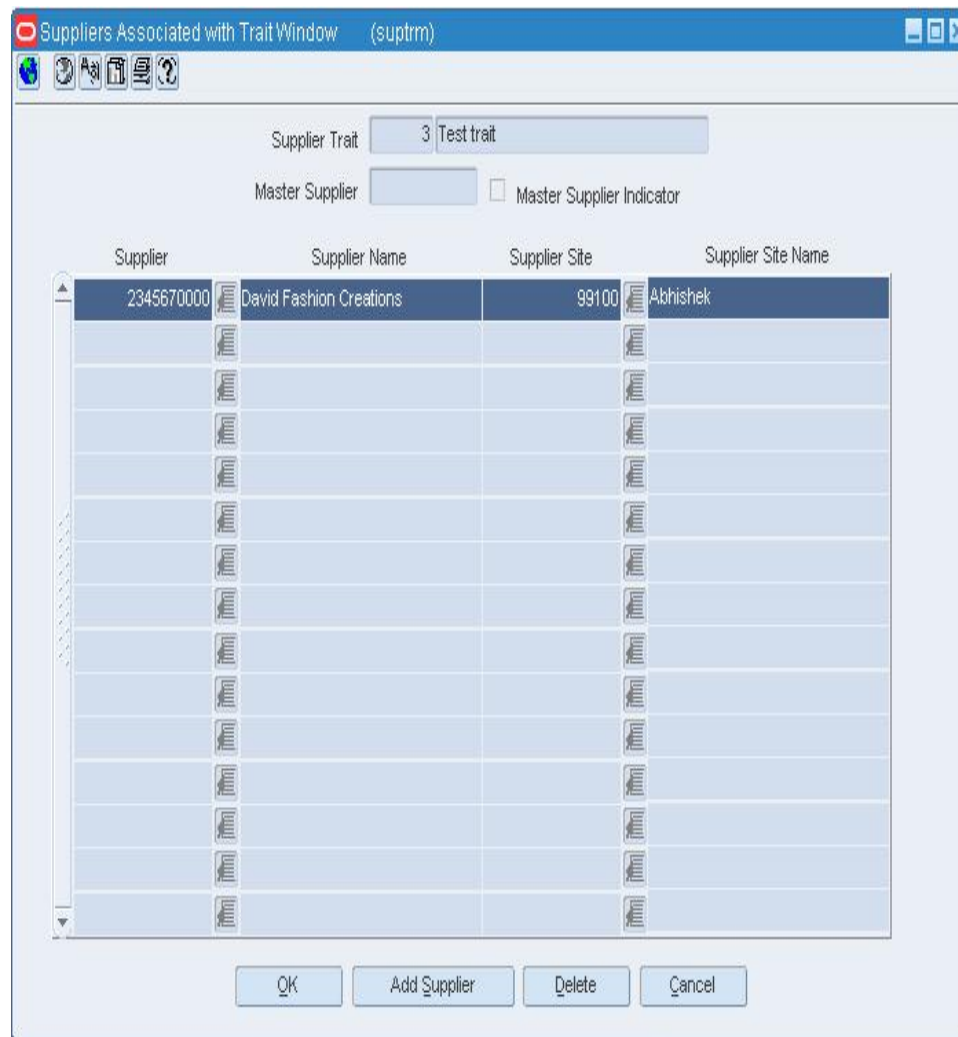 Suppliers Associated with Trait Window (suptrm)
Supplier Trait 3 Test trait
Master Supplier Master Supplier Indicator
Supplier Supplier Name Supplier Site Supplier Site Name
2345670000 David Fashion Creations 99100 Abhishek
OK Add Supplier Delete Cancel